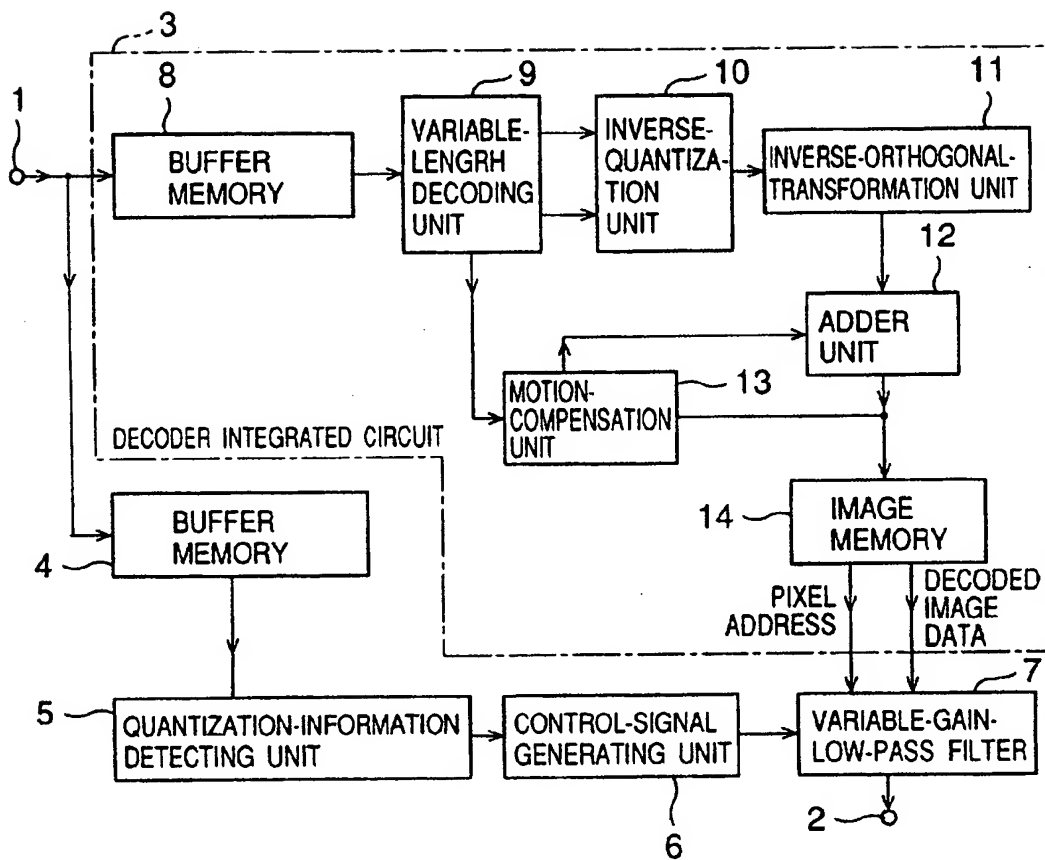 3
1
8
BUFFER
MEMORY
9
VARIABLE-
LENGRH
DECODING
UNIT
10
INVERSE-
QUANTIZA-
TION
UNIT
11
INVERSE-ORTHOGONAL-
TRANSFORMATION UNIT
12
ADDER
UNIT
13
MOTION-
COMPENSATION
UNIT
DECODER INTEGRATED CIRCUIT
14
IMAGE
MEMORY
PIXEL
ADDRESS
DECODED
IMAGE
DATA
4
BUFFER
MEMORY
5
QUANTIZATION-INFORMATION
DETECTING UNIT
CONTROL-SIGNAL
GENERATING UNIT
6
7
VARIABLE-GAIN-
LOW-PASS FILTER
2